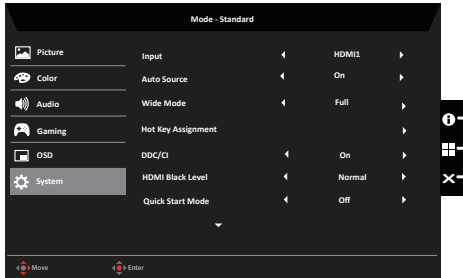 Mode - Standard
Picture
Color
Audio
Gaming
OSD
System
Input HDMI1
Auto Source On
Wide Mode Full
Hot Key Assignment
DDC/CI On
HDMI Black Level Normal
Quick Start Mode Off
Move Enter